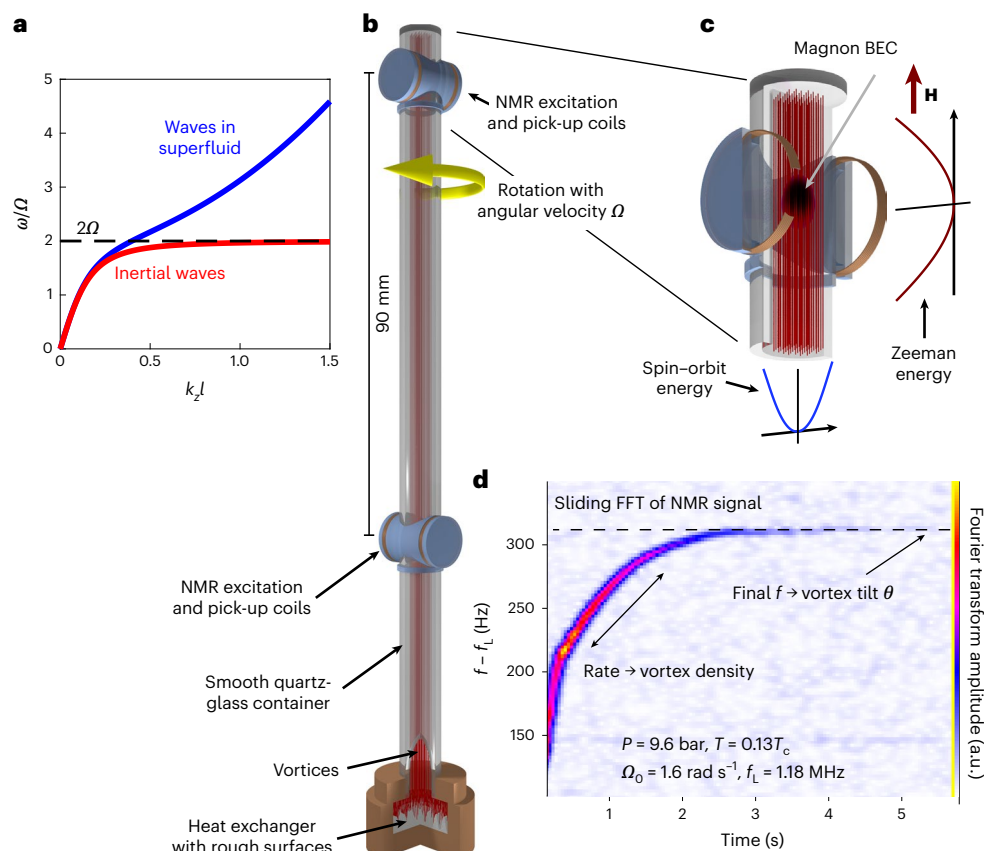 a
5
4
3
2
1
0
ω/Ω
Waves in
superfluid
2Ω
Inertial waves
0
0.5
1.0
1.5
k_z l
b
NMR excitation
and pick-up coils
Rotation with
angular velocity Ω
90 mm
NMR excitation
and pick-up coils
Smooth quartz-
glass container
Vortices
Heat exchanger
with rough surfaces
c
Magnon BEC
H
Spin–orbit
energy
Zeeman
energy
d
Sliding FFT of NMR signal
300
250
200
150
f – f_L (Hz)
Final f → vortex tilt θ
Rate → vortex density
P = 9.6 bar, T = 0.13T_c
Ω_0 = 1.6 rad s⁻¹, f_L = 1.18 MHz
1
2
3
4
5
Time (s)
Fourier transform amplitude (a.u.)